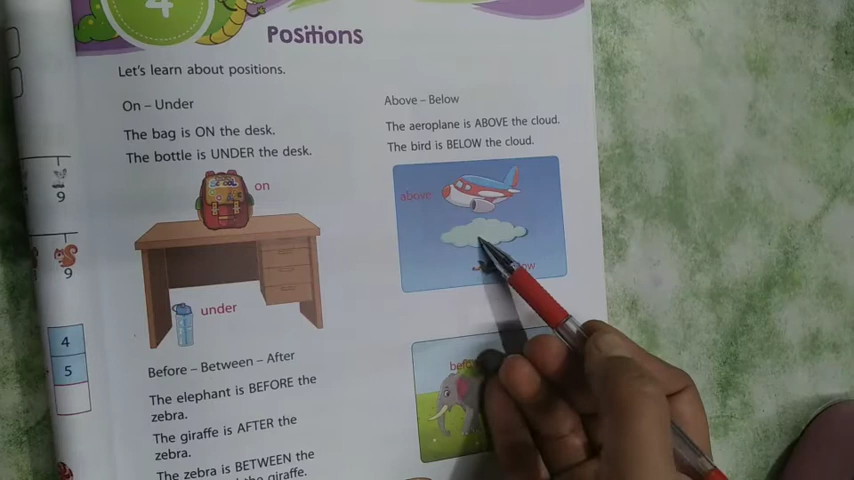 4
Positions
Let's learn about positions.
On – Under
The bag is ON the desk.
The bottle is UNDER the desk.
on
under
Above – Below
The aeroplane is ABOVE the cloud.
The bird is BELOW the cloud.
above
Before – Between – After
The elephant is BEFORE the
zebra.
The giraffe is AFTER the
zebra.
The zebra is BETWEEN the
the giraffe.
9
9
4
5